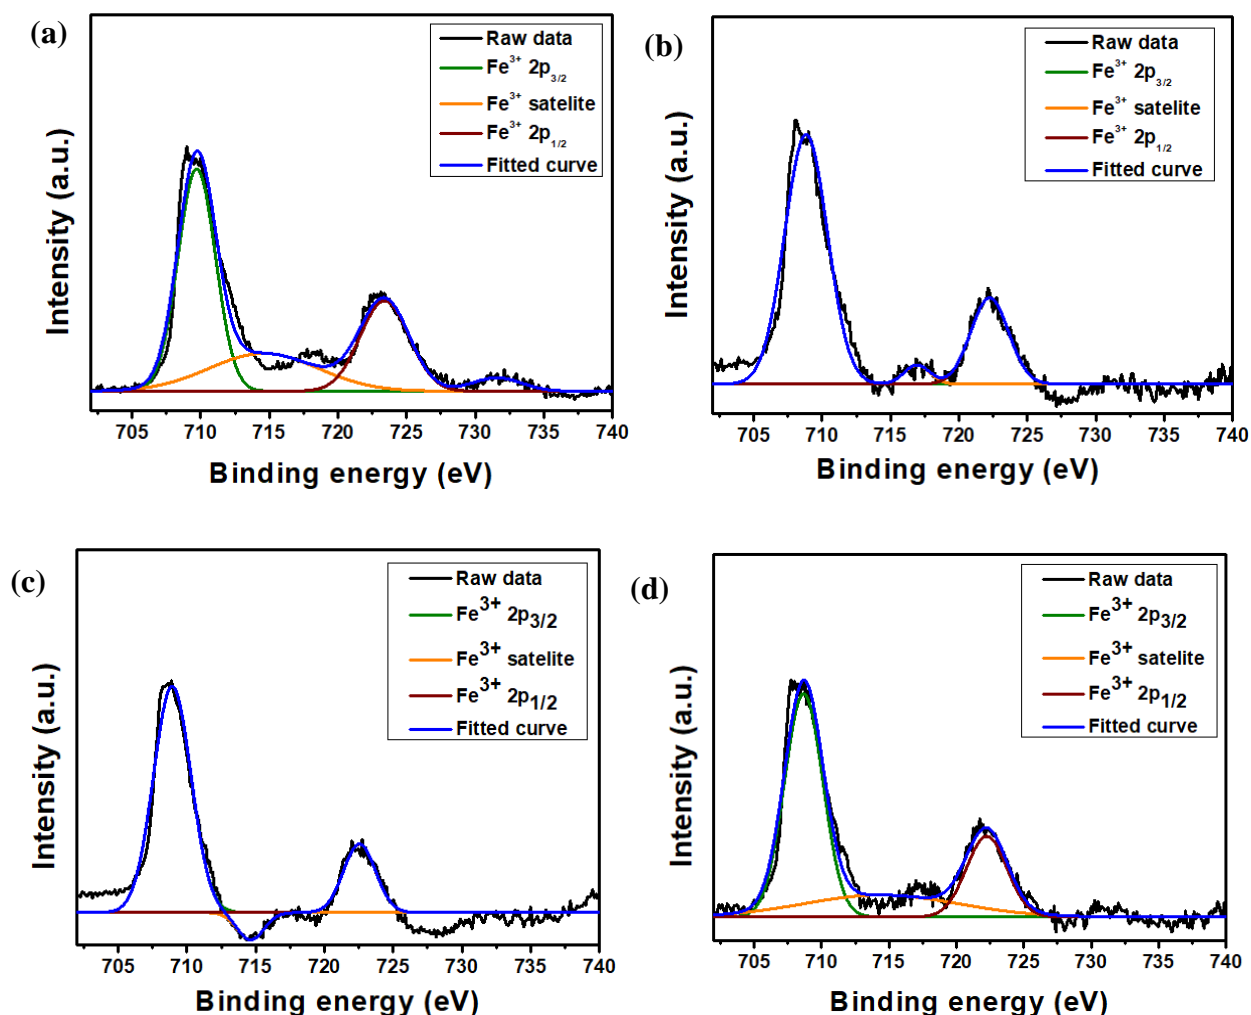 (a)
Intensity (a.u.)
Raw data
Fe³⁺ 2p₃/₂
Fe³⁺ satelite
Fe³⁺ 2p₁/₂
Fitted curve
705 710 715 720 725 730 735 740
Binding energy (eV)
(b)
Intensity (a.u.)
Raw data
Fe³⁺ 2p₃/₂
Fe³⁺ satelite
Fe³⁺ 2p₁/₂
Fitted curve
705 710 715 720 725 730 735 740
Binding energy (eV)
(c)
Intensity (a.u.)
Raw data
Fe³⁺ 2p₃/₂
Fe³⁺ satelite
Fe³⁺ 2p₁/₂
Fitted curve
705 710 715 720 725 730 735 740
Binding energy (eV)
(d)
Intensity (a.u.)
Raw data
Fe³⁺ 2p₃/₂
Fe³⁺ satelite
Fe³⁺ 2p₁/₂
Fitted curve
705 710 715 720 725 730 735 740
Binding energy (eV)